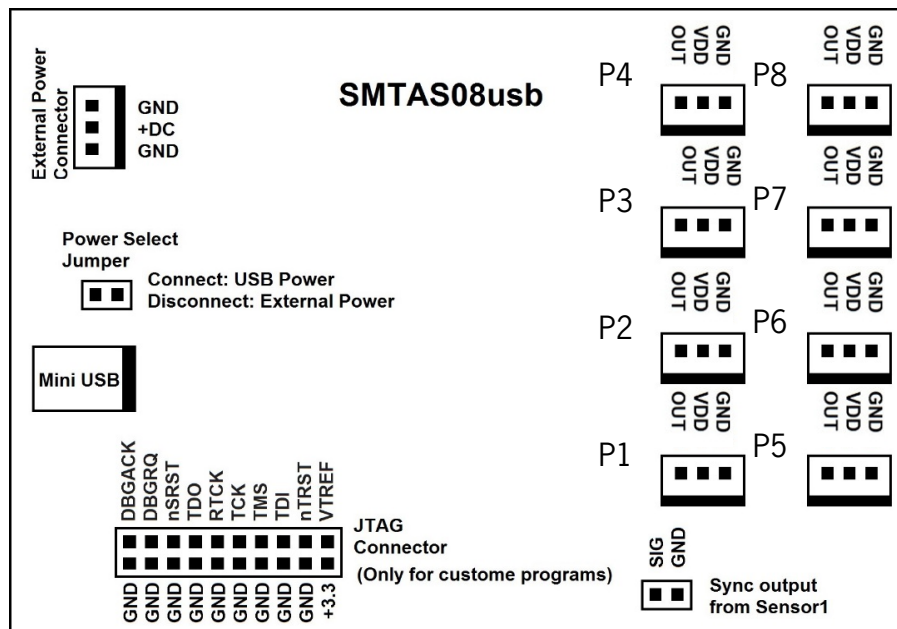 SMTAS08usb
External Power
Connector
GND
+DC
GND
Power Select
Jumper
Connect: USB Power
Disconnect: External Power
Mini USB
DBGACK
DBGRQ
nSRST
TDO
RTCK
TCK
TMS
TDI
nTRST
VTREF
JTAG
Connector
(Only for custome programs)
GND
GND
GND
GND
GND
GND
GND
GND
GND
+3.3
P4
OUT
VDD
GND
P8
OUT
VDD
GND
P3
OUT
VDD
GND
P7
OUT
VDD
GND
P2
OUT
VDD
GND
P6
OUT
VDD
GND
P1
OUT
VDD
GND
P5
OUT
VDD
GND
SIG
GND
Sync output
from Sensor1